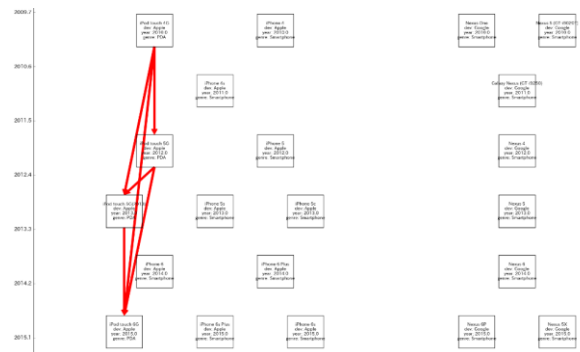 2009.7
iPod touch 4G
dev: Apple
year: 2010.0
genre: PDA
iPhone 4
dev: Apple
year: 2010.0
genre: Smartphone
Nexus One
dev: Google
year: 2010.0
genre: Smartphone
Nexus S
dev: Google
year: 2010.0
genre: Smartphone
2010.6
iPhone 4s
dev: Apple
year: 2011.0
genre: Smartphone
Galaxy Nexus
dev: Google
year: 2011.0
genre: Smartphone
2011.5
iPod touch 5G
dev: Apple
year: 2012.0
genre: PDA
iPhone 5
dev: Apple
year: 2012.0
genre: Smartphone
Nexus 4
dev: Google
year: 2012.0
genre: Smartphone
2012.4
iPod touch
dev: Apple
year: 2013.0
genre: PDA
dev: Apple
year: 2013.0
genre: Smartphone
dev: Apple
year: 2013.0
genre: Smartphone
Nexus 5
dev: Google
year: 2013.0
genre: Smartphone
2013.3
iPhone 6
dev: Apple
year: 2014.0
genre: Smartphone
iPhone 6 Plus
dev: Apple
year: 2014.0
genre: Smartphone
Nexus 6
dev: Google
year: 2014.0
genre: Smartphone
2014.2
iPod touch 6G
dev: Apple
year: 2015.0
genre: PDA
iPhone 6s Plus
dev: Apple
year: 2015.0
genre: Smartphone
iPhone 6s
dev: Apple
year: 2015.0
genre: Smartphone
Nexus 6P
dev: Google
year: 2015.0
genre: Smartphone
Nexus 5X
dev: Google
year: 2015.0
genre: Smartphone
2015.1